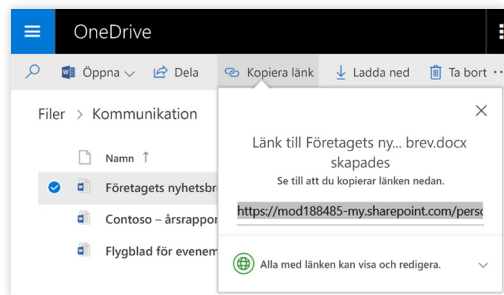 OneDrive
Öppna Dela Kopiera länk Ladda ned Ta bort
Filer > Kommunikation
Namn
Företagets nyhetsbr
Contoso – årsrappor
Flygblad för evenem
Länk till Företagets ny... brev.docx
skapades
Se till att du kopierar länken nedan.
https://mod188485-my.sharepoint.com/perso
Alla med länken kan visa och redigera.